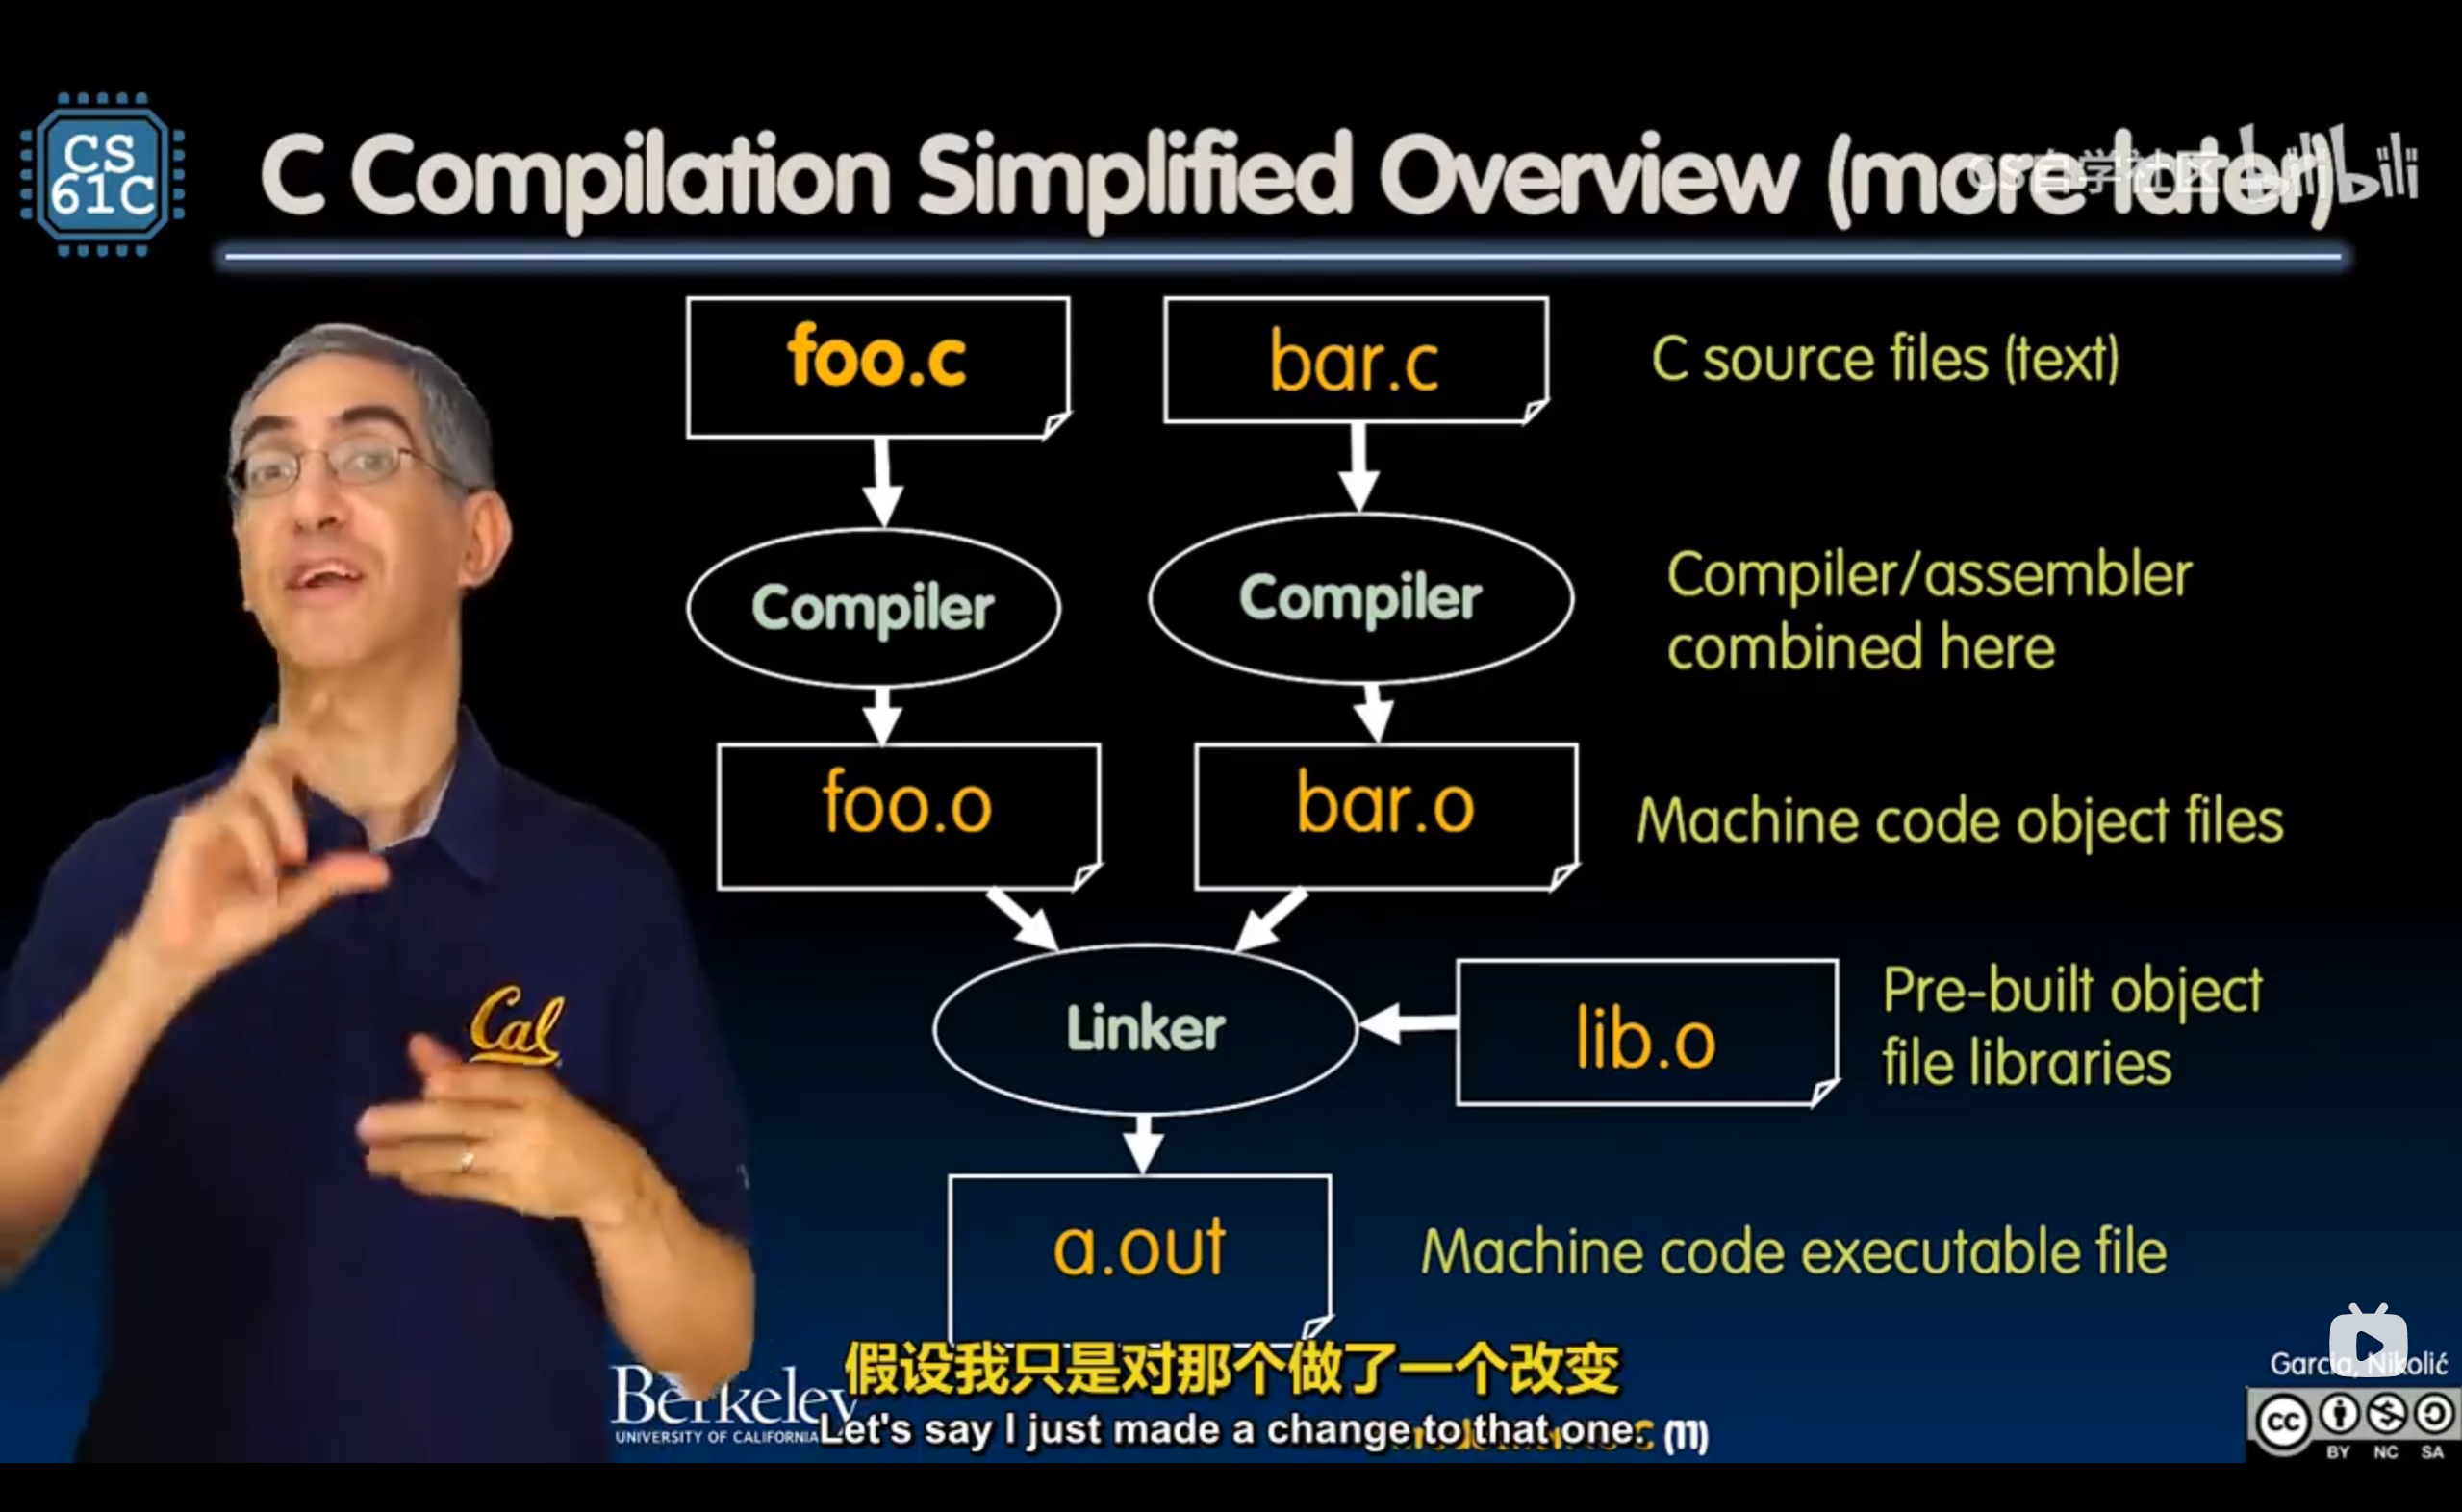 CS
61C
C Compilation Simplified Overview (more later)
CS自学社区 bilibili
foo.c
bar.c
C source files (text)
Compiler
Compiler
Compiler/assembler
combined here
foo.o
bar.o
Machine code object files
Cal
Linker
lib.o
Pre-built object
file libraries
a.out
Machine code executable file
假设我只是对那个做了一个改变
Garcia, Nikolić
Berkeley
UNIVERSITY OF CALIFORNIA
Let's say I just made a change to that one.
C (11)
cc
BY NC SA